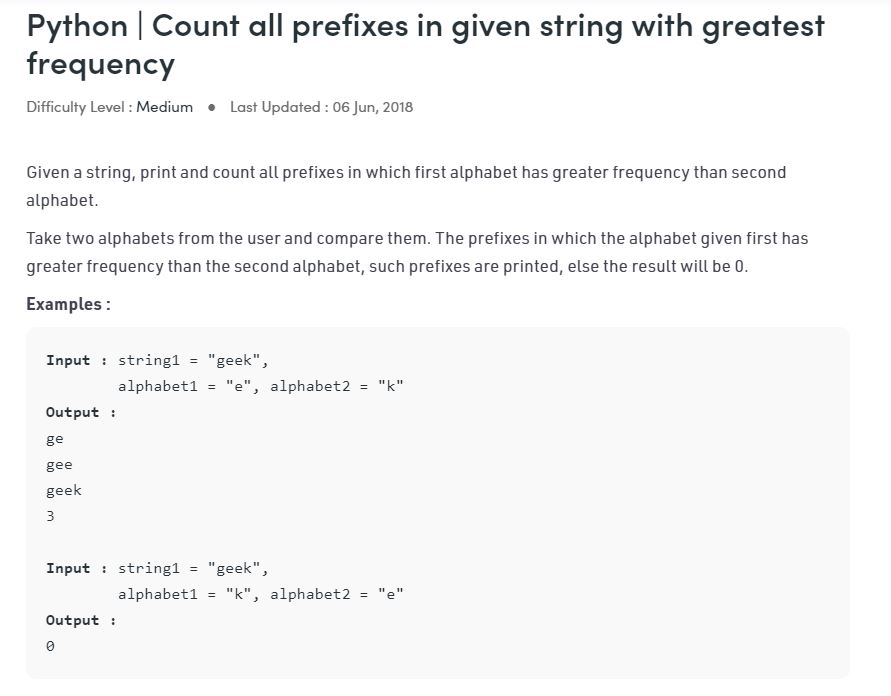 Python | Count all prefixes in given string with greatest
frequency
Difficulty Level : Medium ● Last Updated : 06 Jun, 2018
Given a string, print and count all prefixes in which first alphabet has greater frequency than second
alphabet.
Take two alphabets from the user and compare them. The prefixes in which the alphabet given first has
greater frequency than the second alphabet, such prefixes are printed, else the result will be 0.
Examples :
Input : string1 = "geek",
alphabet1 = "e", alphabet2 = "k"
Output :
ge
gee
geek
3
Input : string1 = "geek",
alphabet1 = "k", alphabet2 = "e"
Output :
0